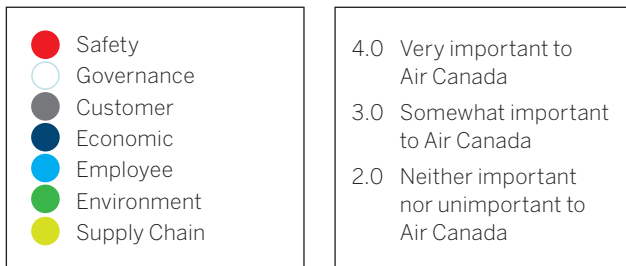 Safety
Governance
Customer
Economic
Employee
Environment
Supply Chain
4.0 Very important to
Air Canada
3.0 Somewhat important
to Air Canada
2.0 Neither important
nor unimportant to
Air Canada